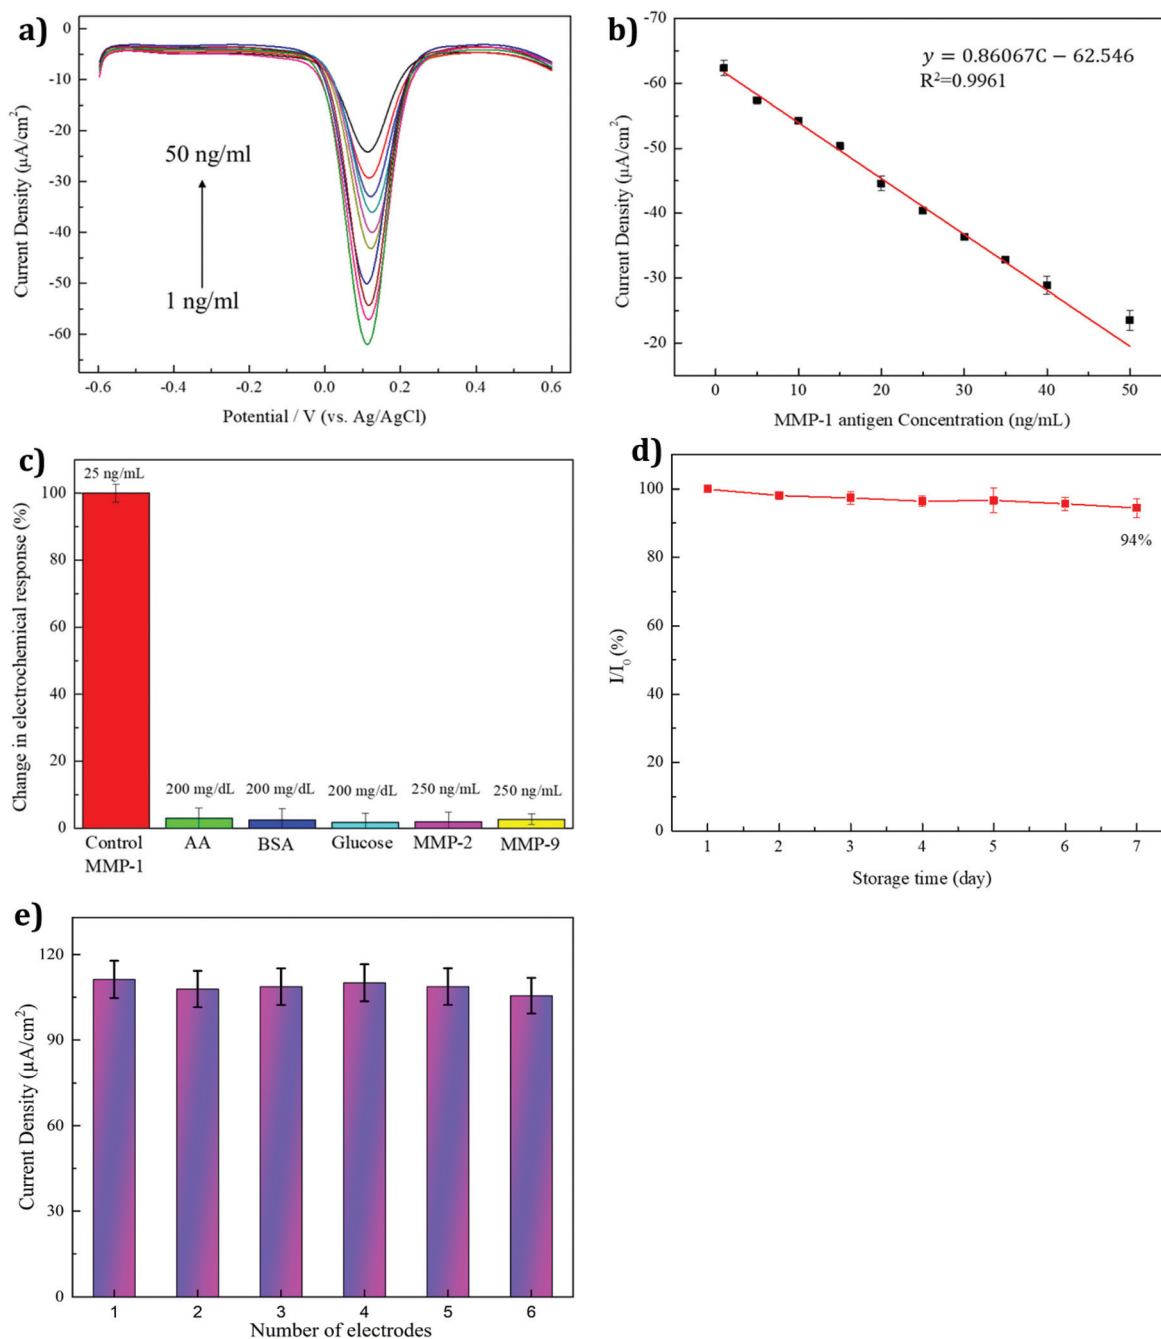 a)
0
-10
-20
-30
-40
-50
-60
Current Density (µA/cm²)
50 ng/ml
1 ng/ml
-0.6 -0.4 -0.2 0.0 0.2 0.4 0.6
Potential / V (vs. Ag/AgCl)
b)
-70
-60
-50
-40
-30
-20
Current Density (µA/cm²)
y = 0.86067C − 62.546
R²=0.9961
0 10 20 30 40 50
MMP-1 antigen Concentration (ng/mL)
c)
100
80
60
40
20
0
Change in electrochemical response (%)
25 ng/mL
200 mg/dL 200 mg/dL 200 mg/dL 250 ng/mL 250 ng/mL
Control AA BSA Glucose MMP-2 MMP-9
MMP-1
d)
100
80
60
40
20
0
I/I₀ (%)
94%
1 2 3 4 5 6 7
Storage time (day)
e)
120
90
60
30
0
Current Density (µA/cm²)
1 2 3 4 5 6
Number of electrodes